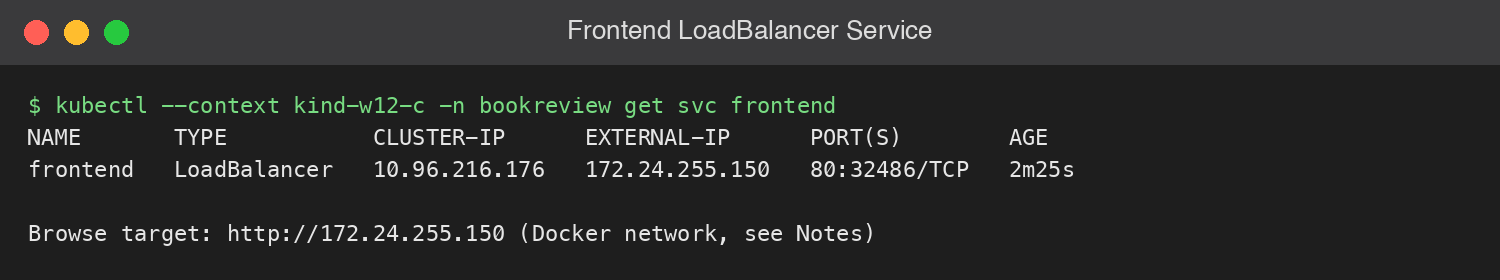 Frontend LoadBalancer Service
$ kubectl --context kind-w12-c -n bookreview get svc frontend
NAME       TYPE           CLUSTER-IP      EXTERNAL-IP      PORT(S)        AGE
frontend   LoadBalancer   10.96.216.176   172.24.255.150   80:32486/TCP   2m25s
Browse target: http://172.24.255.150 (Docker network, see Notes)